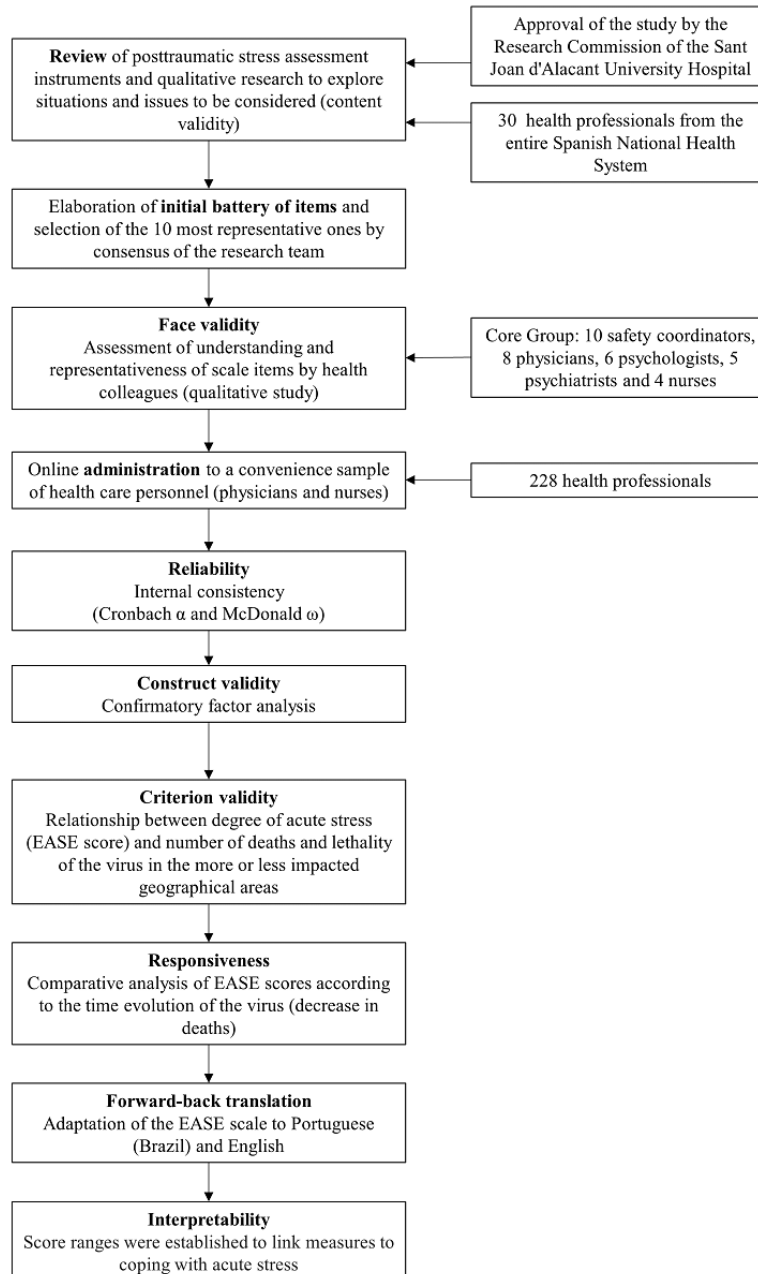 Review of posttraumatic stress assessment
instruments and qualitative research to explore
situations and issues to be considered (content
validity)
Approval of the study by the
Research Commission of the Sant
Joan d'Alacant University Hospital
30 health professionals from the
entire Spanish National Health
System
Elaboration of initial battery of items and
selection of the 10 most representative ones by
consensus of the research team
Face validity
Assessment of understanding and
representativeness of scale items by health
colleagues (qualitative study)
Core Group: 10 safety coordinators,
8 physicians, 6 psychologists, 5
psychiatrists and 4 nurses
Online administration to a convenience sample
of health care personnel (physicians and nurses)
228 health professionals
Reliability
Internal consistency
(Cronbach α and McDonald ω)
Construct validity
Confirmatory factor analysis
Criterion validity
Relationship between degree of acute stress
(EASE score) and number of deaths and lethality
of the virus in the more or less impacted
geographical areas
Responsiveness
Comparative analysis of EASE scores according
to the time evolution of the virus (decrease in
deaths)
Forward-back translation
Adaptation of the EASE scale to Portuguese
(Brazil) and English
Interpretability
Score ranges were established to link measures to
coping with acute stress